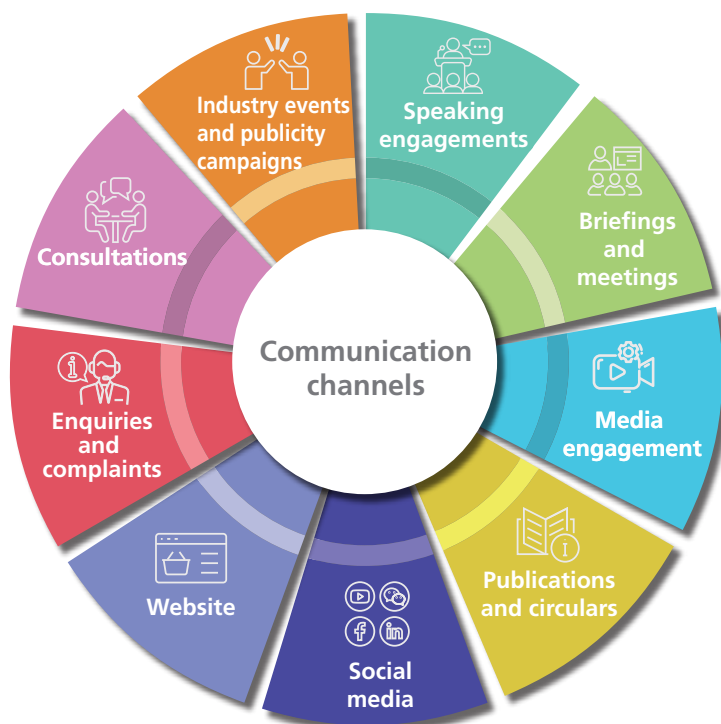 Communication
channels
Speaking
engagements
Briefings
and
meetings
Media
engagement
Publications
and circulars
Social
media
Website
Enquiries
and
complaints
Consultations
Industry events
and publicity
campaigns